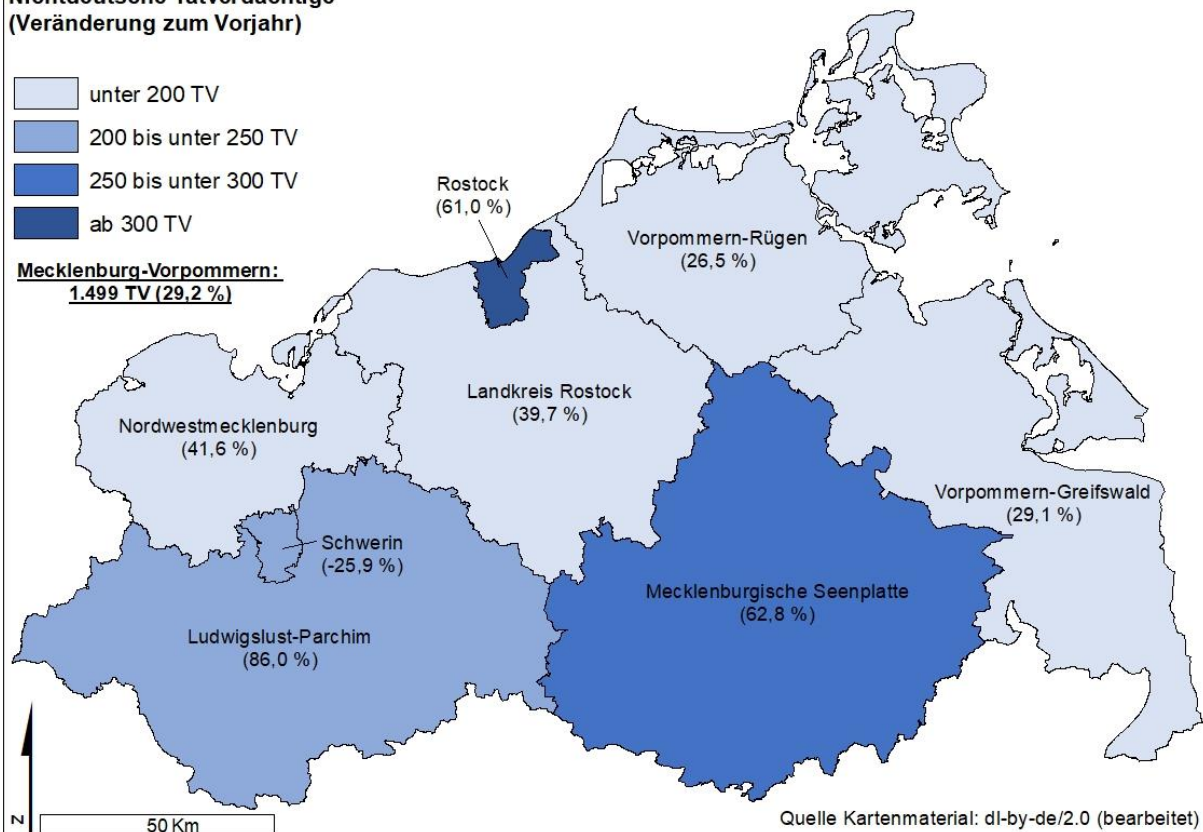 Nichtdeutsche Tatverdächtige
(Veränderung zum Vorjahr)
unter 200 TV
200 bis unter 250 TV
250 bis unter 300 TV
ab 300 TV
Mecklenburg-Vorpommern:
1.499 TV (29,2 %)
Rostock
(61,0 %)
Vorpommern-Rügen
(26,5 %)
Landkreis Rostock
(39,7 %)
Nordwestmecklenburg
(41,6 %)
Vorpommern-Greifswald
(29,1 %)
Schwerin
(-25,9 %)
Mecklenburgische Seenplatte
(62,8 %)
Ludwigslust-Parchim
(86,0 %)
N
50 Km
Quelle Kartenmaterial: dl-by-de/2.0 (bearbeitet)